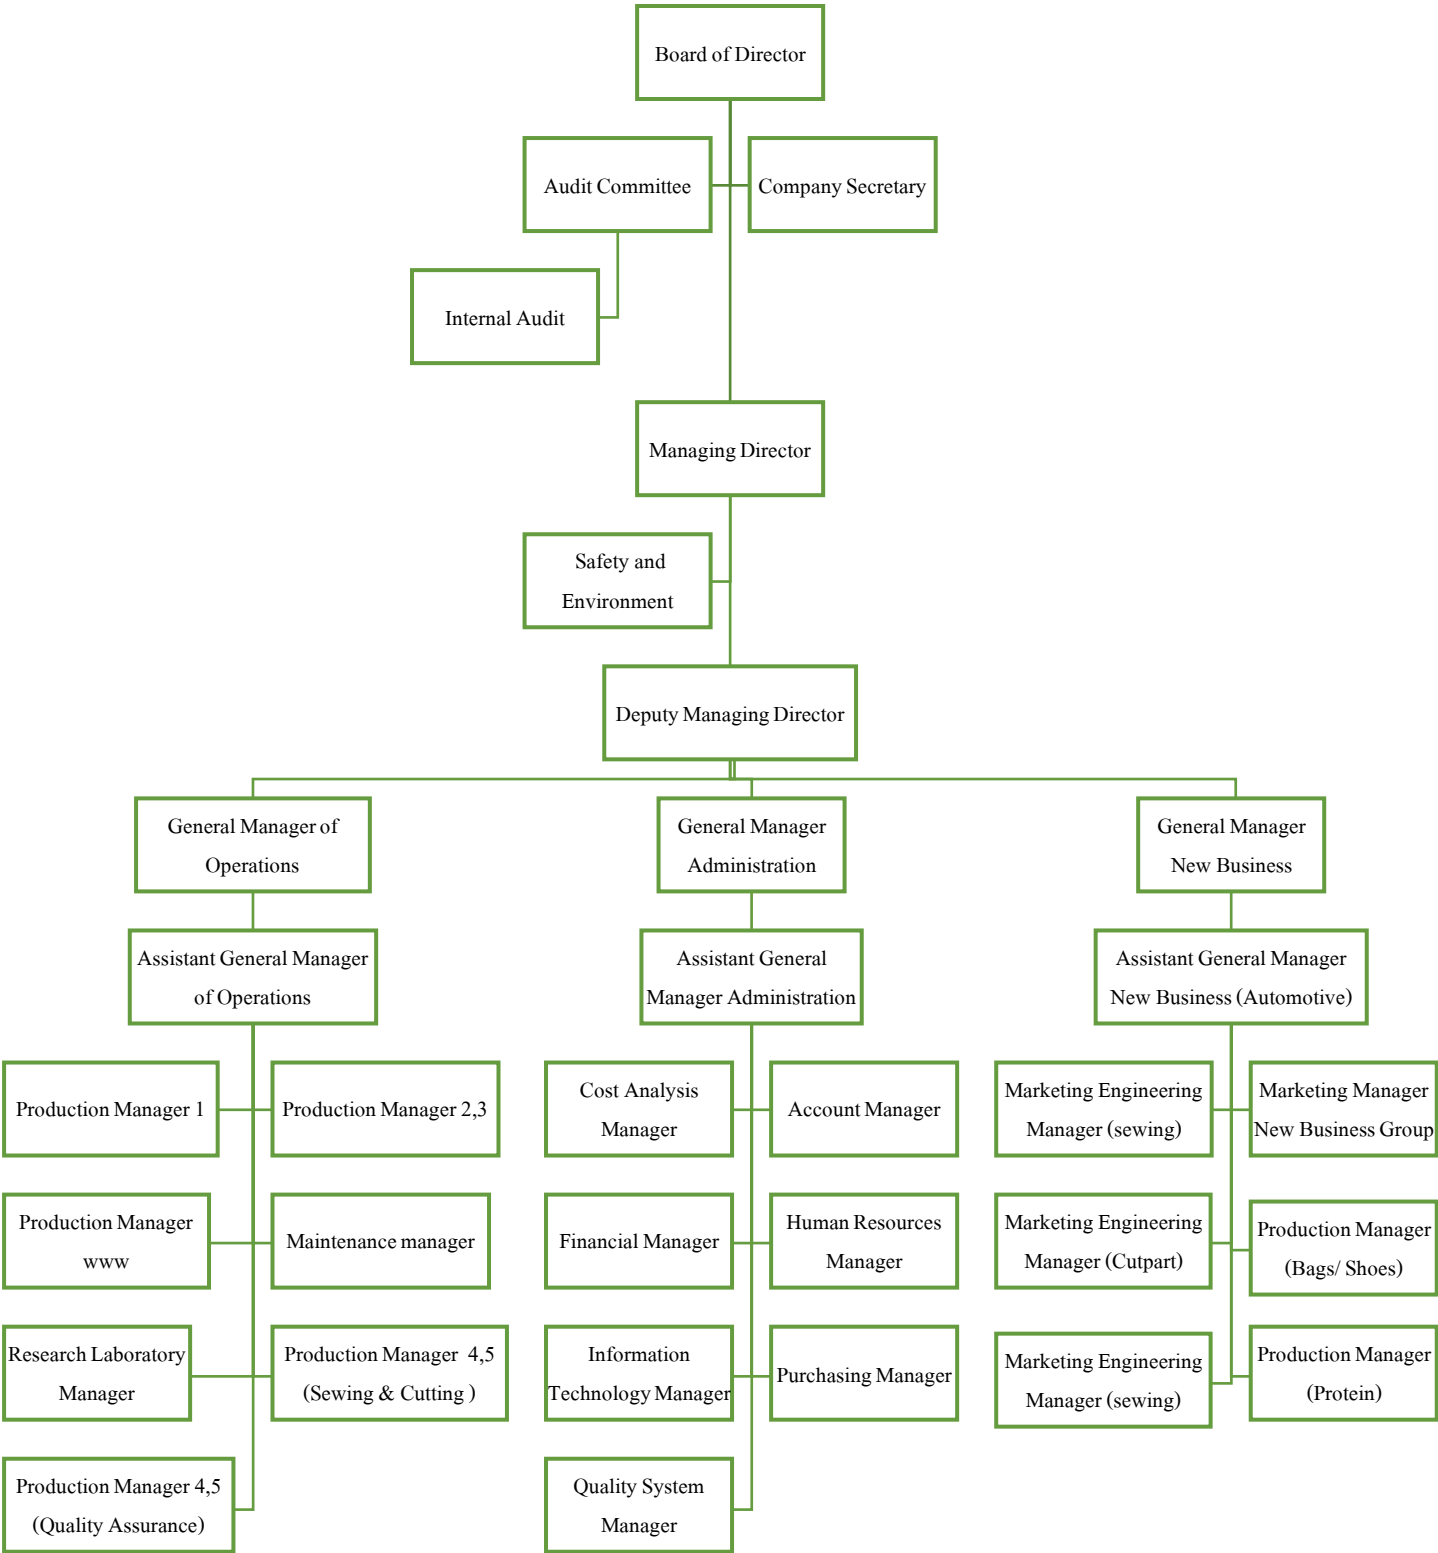 Board of Director
Audit Committee
Company Secretary
Internal Audit
Managing Director
Safety and
Environment
Deputy Managing Director
General Manager of
Operations
General Manager
Administration
General Manager
New Business
Assistant General Manager
of Operations
Assistant General
Manager Administration
Assistant General Manager
New Business (Automotive)
Production Manager 1
Production Manager 2,3
Cost Analysis
Manager
Account Manager
Marketing Engineering
Manager (sewing)
Marketing Manager
New Business Group
Production Manager
www
Maintenance manager
Financial Manager
Human Resources
Manager
Marketing Engineering
Manager (Cutpart)
Production Manager
(Bags/ Shoes)
Research Laboratory
Manager
Production Manager 4,5
(Sewing & Cutting )
Information
Technology Manager
Purchasing Manager
Marketing Engineering
Manager (sewing)
Production Manager
(Protein)
Production Manager 4,5
(Quality Assurance)
Quality System
Manager